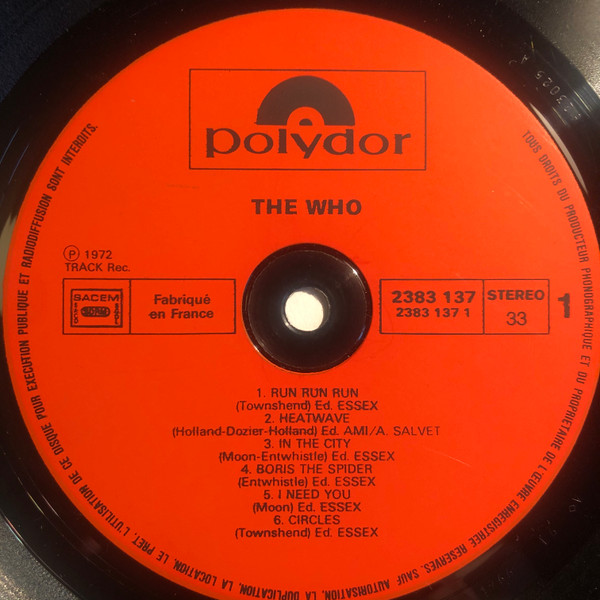 polydor
THE WHO
℗ 1972
TRACK Rec.
SACEM
Fabriqué
en France
2383 137
2383 137 1
STEREO
33
1
1. RUN RUN RUN
(Townshend) Ed. ESSEX
2. HEATWAVE
(Holland-Dozier-Holland) Ed. AMI/A. SALVET
3. IN THE CITY
(Moon-Entwhistle) Ed. ESSEX
4. BORIS THE SPIDER
(Entwhistle) Ed. ESSEX
5. I NEED YOU
(Moon) Ed. ESSEX
6. CIRCLES
(Townshend) Ed. ESSEX
TOUS DROITS DU PRODUCTEUR PHONOGRAPHIQUE ET DU PROPRIETAIRE DE L'ŒUVRE ENREGISTREE RESERVES. SAUF AUTORISATION, LA DUPLICATION, LA LOCATION, LE PRET, L'UTILISATION DE CE DISQUE POUR EXECUTION PUBLIQUE ET RADIODIFFUSION SONT INTERDITS.